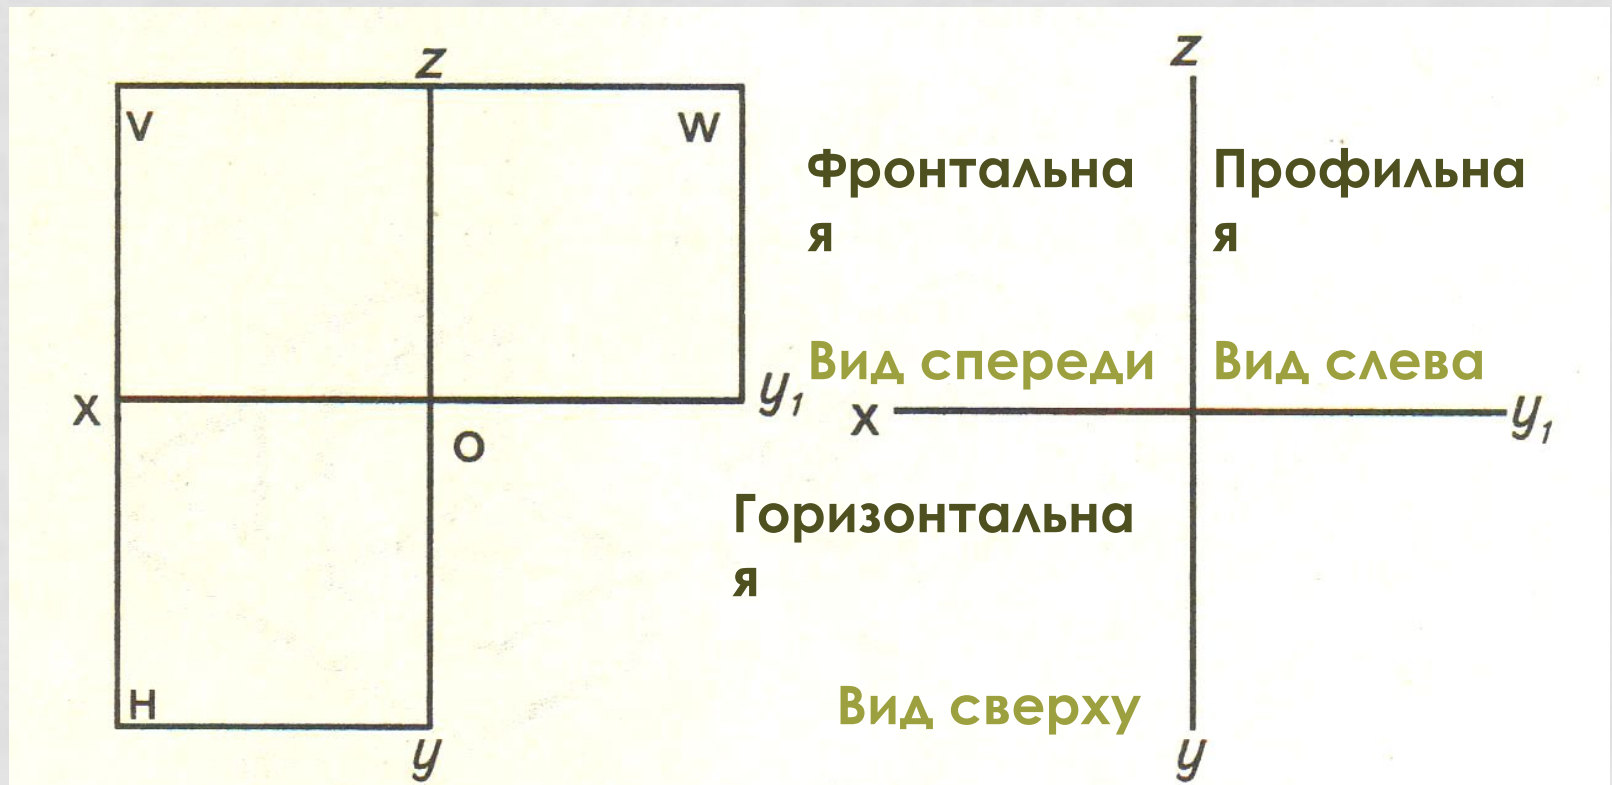 Z
V
W
X
y₁
O
H
y
Z
Фронтальна
я
Профильна
я
Вид спереди
Вид слева
X
y₁
Горизонтальна
я
Вид сверху
y